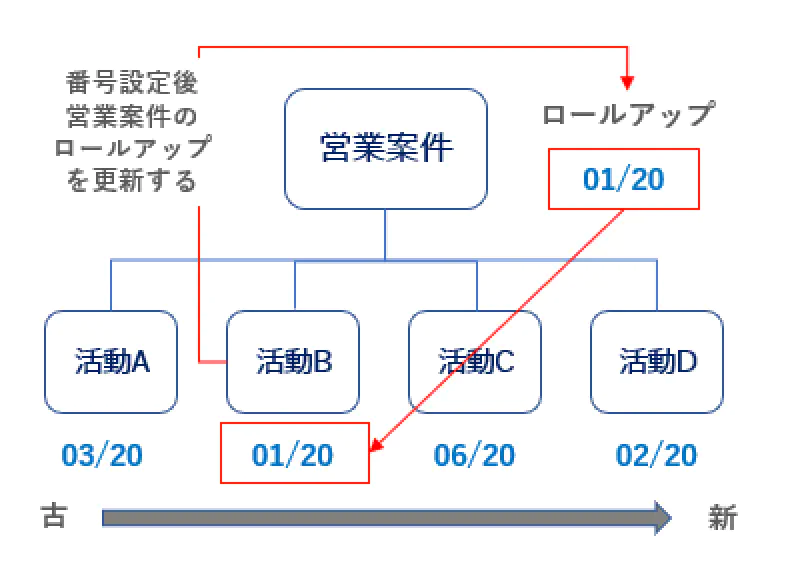 番号設定後
営業案件の
ロールアップ
を更新する
営業案件
ロールアップ
01/20
活動A
活動B
活動C
活動D
03/20
01/20
06/20
02/20
古
新